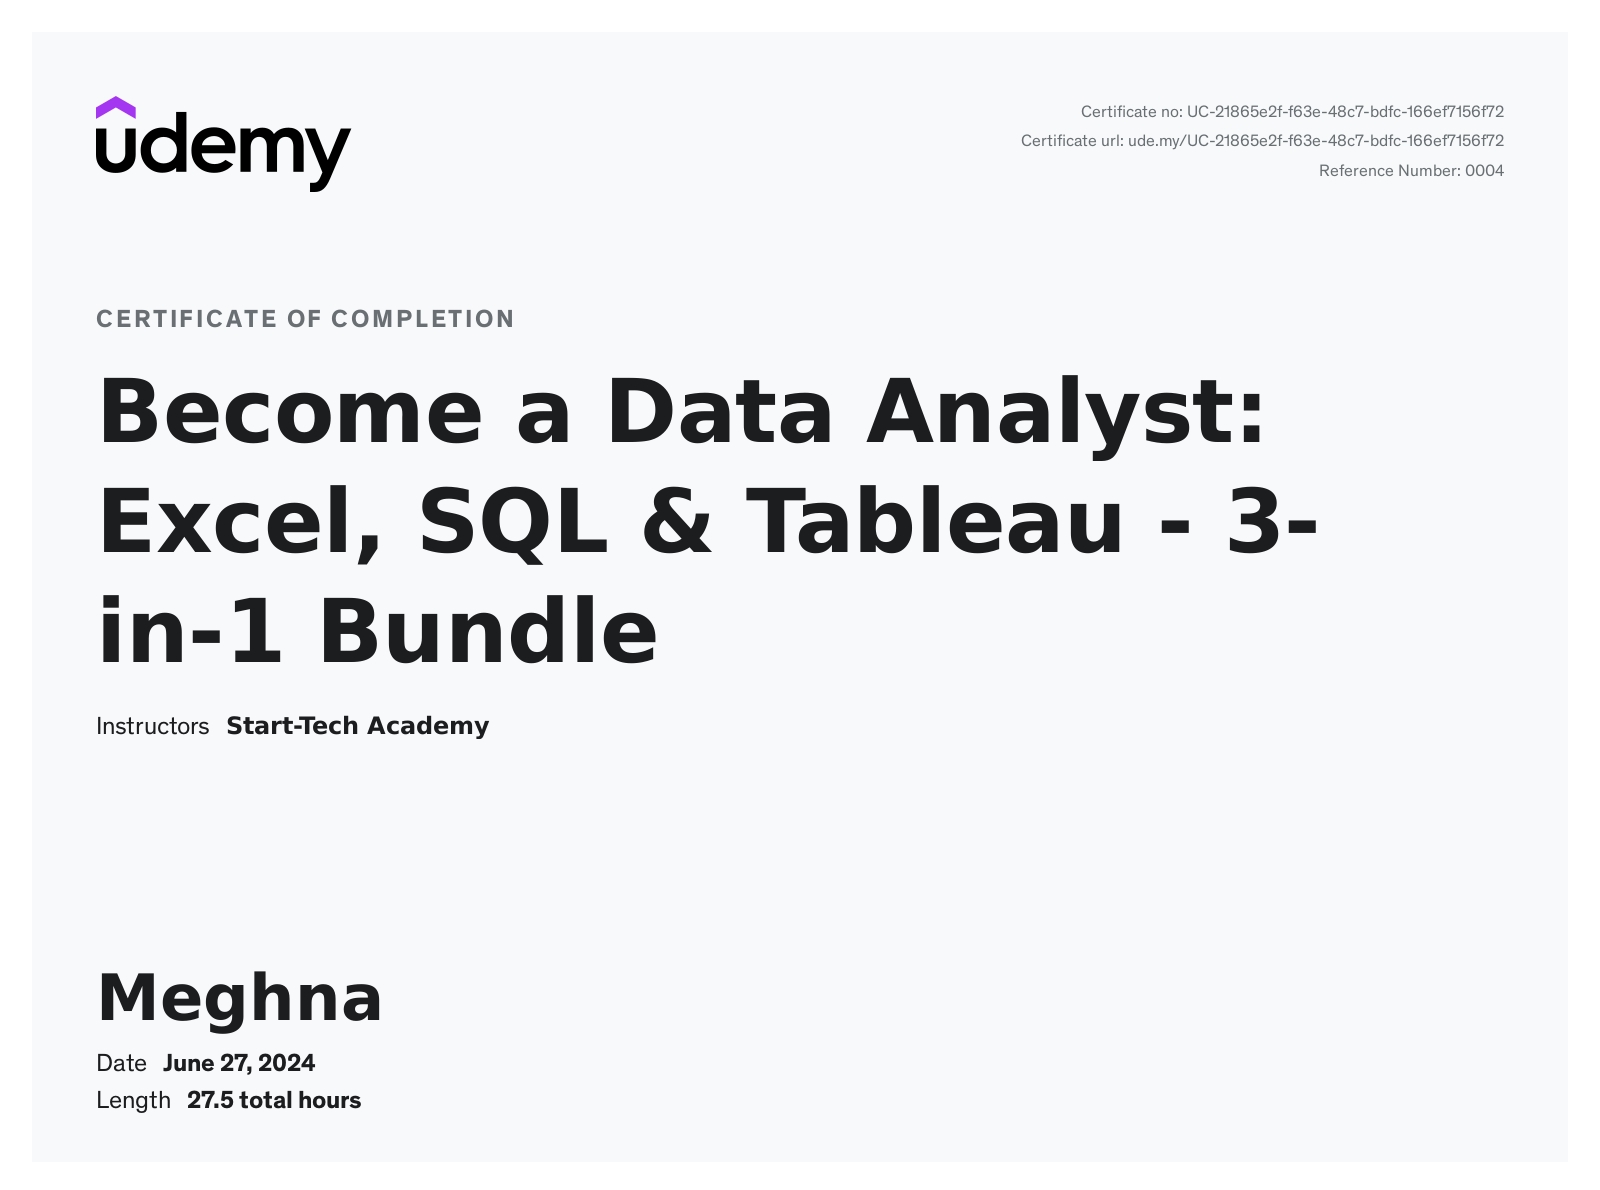 udemy
Certificate no: UC-21865e2f-f63e-48c7-bdfc-166ef7156f72
Certificate url: ude.my/UC-21865e2f-f63e-48c7-bdfc-166ef7156f72
Reference Number: 0004
CERTIFICATE OF COMPLETION
Become a Data Analyst:
Excel, SQL & Tableau - 3-
in-1 Bundle
Instructors Start-Tech Academy
Meghna
Date June 27, 2024
Length 27.5 total hours